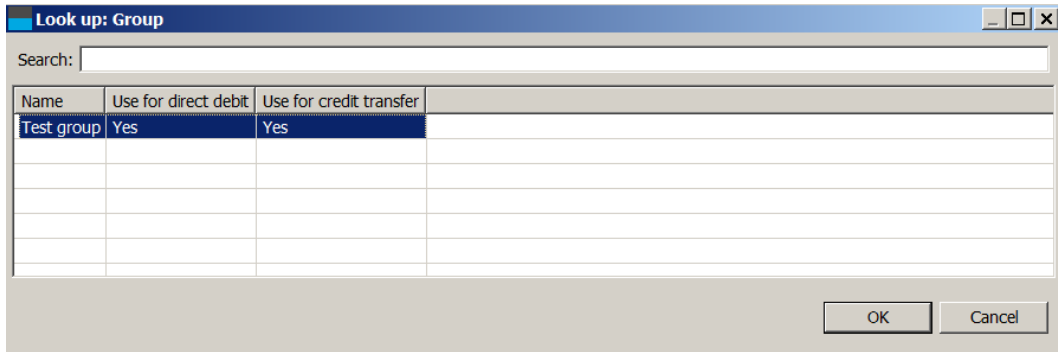 Look up: Group
Search:
Name Use for direct debit Use for credit transfer
Test group Yes Yes
OK Cancel